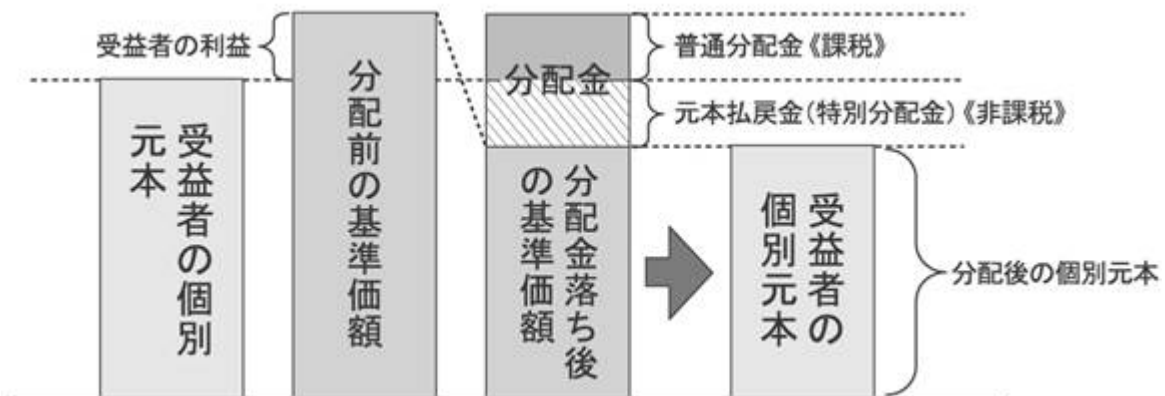 受益者の利益
普通分配金《課税》
分配金
元本払戻金(特別分配金)《非課税》
受益者の個別
元本
分配前の基準価額
分配金落ち後
の基準価額
受益者の
個別元本
分配後の個別元本